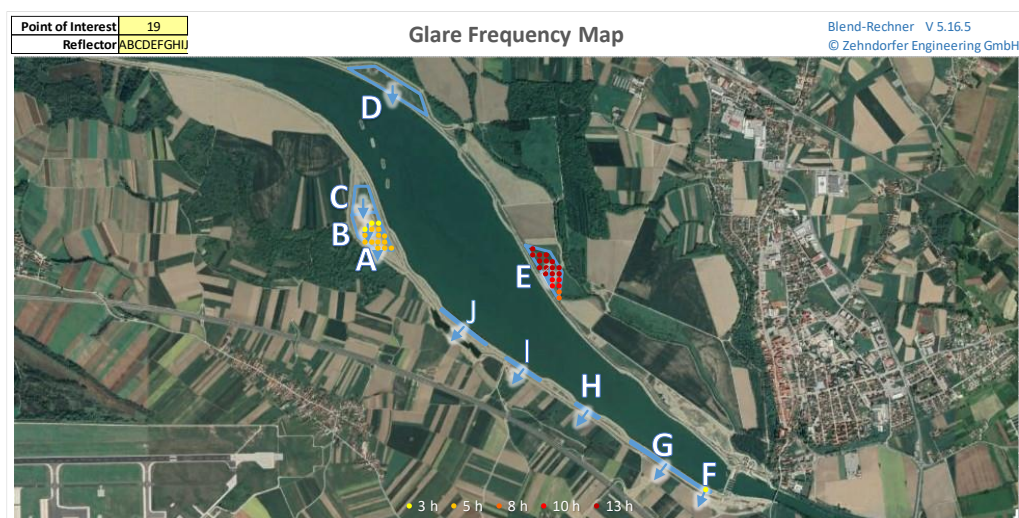 Point of Interest 19
Reflector ABCDEFGHIJ
Glare Frequency Map
Blend-Rechner V 5.16.5
© Zehndorfer Engineering GmbH
D
C
B
A
E
J
I
H
G
F
3 h 5 h 8 h 10 h 13 h